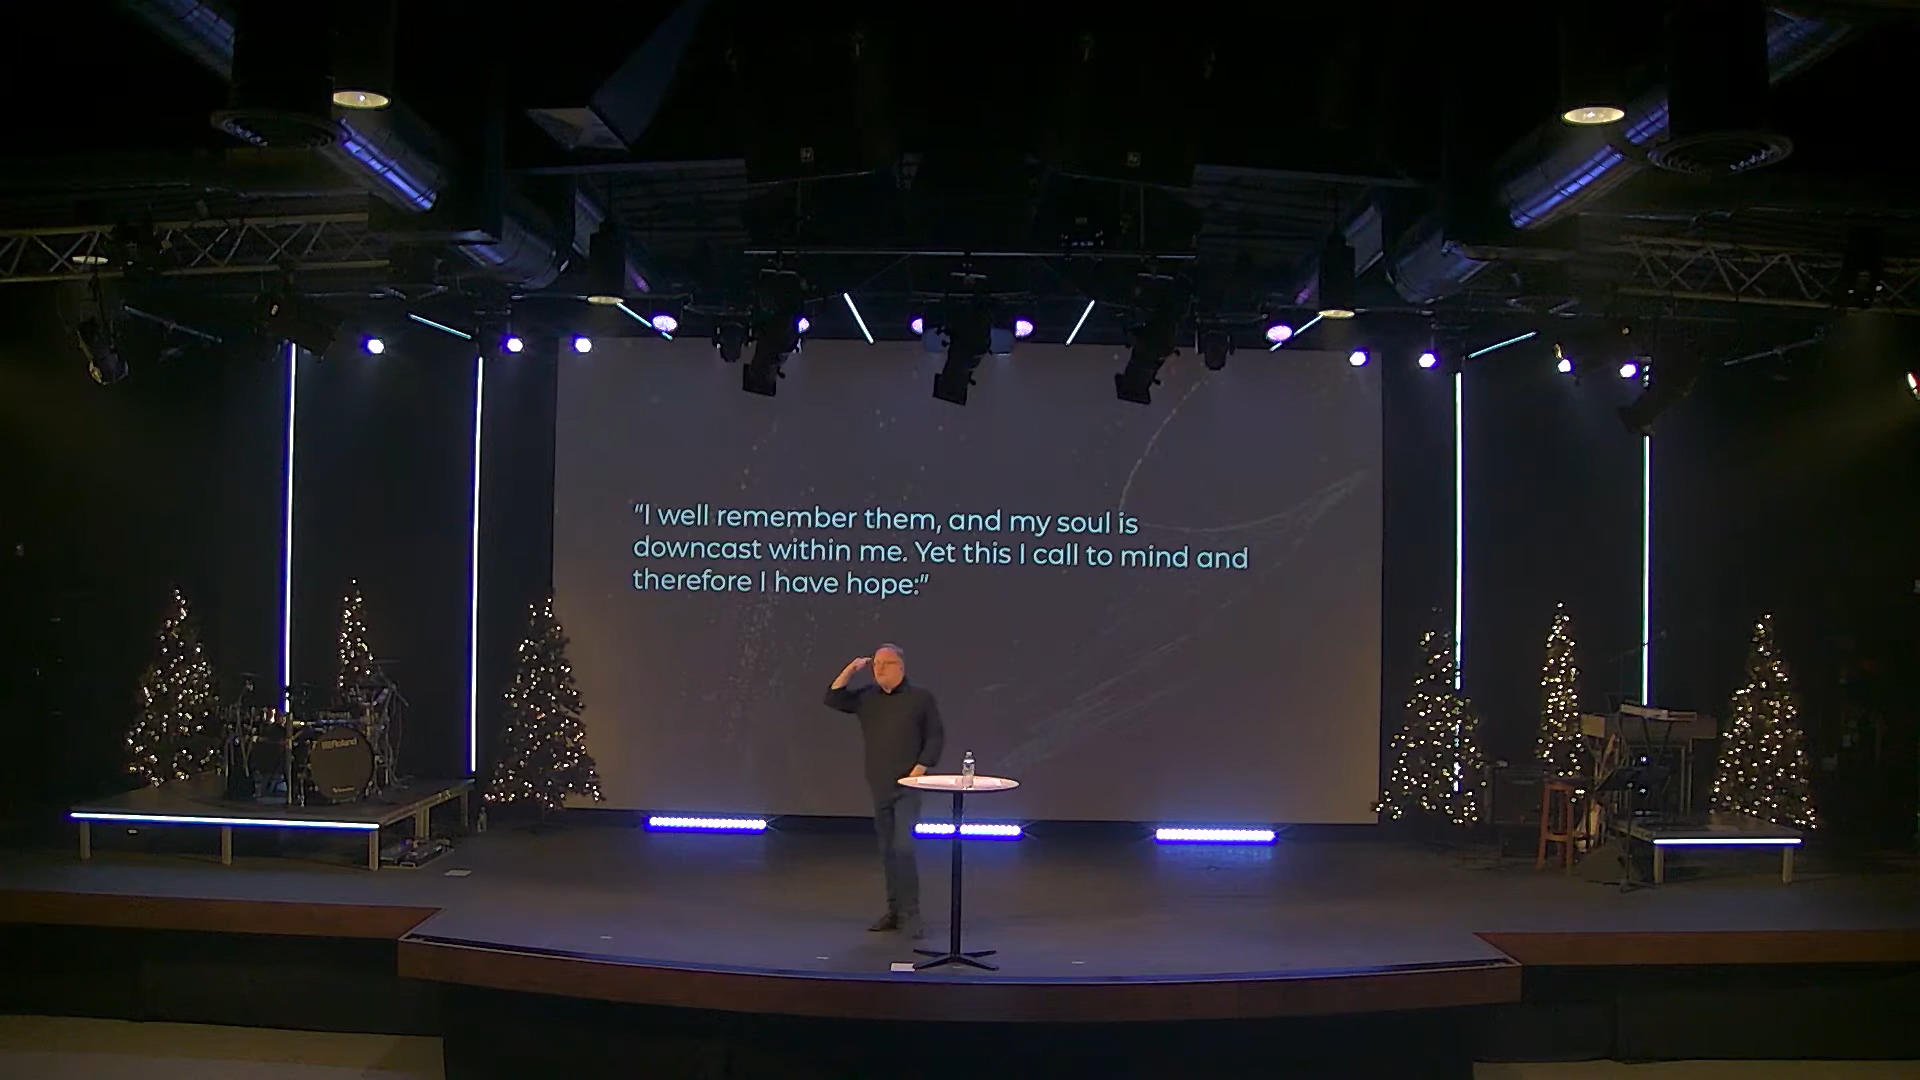 “I well remember them, and my soul is
downcast within me. Yet this I call to mind and
therefore I have hope:”
Roland